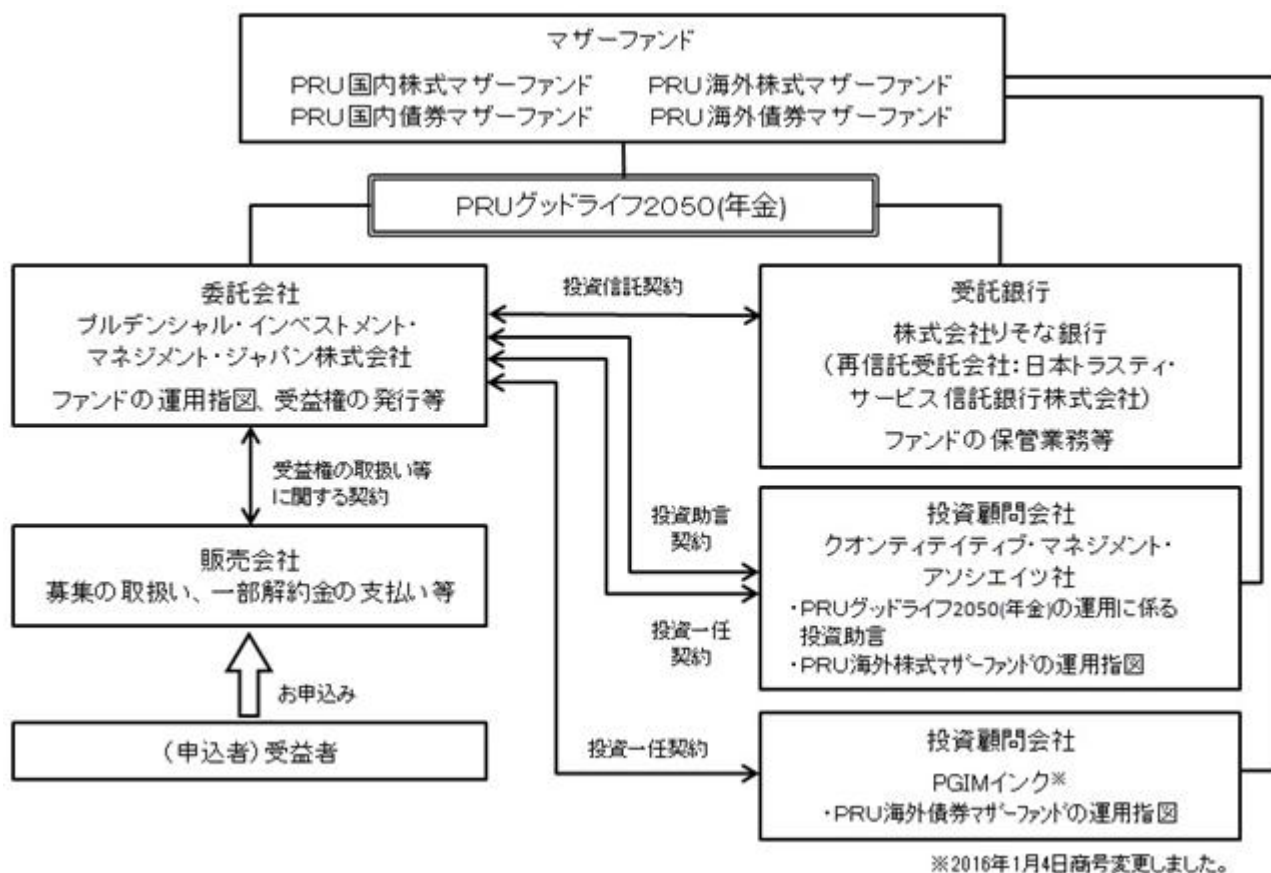 マザーファンド
PRU国内株式マザーファンド PRU海外株式マザーファンド
PRU国内債券マザーファンド PRU海外債券マザーファンド
PRUグッドライフ2050(年金)
委託会社
プルデンシャル・インベストメント・
マネジメント・ジャパン株式会社
ファンドの運用指図、受益権の発行等
投資信託契約
受託銀行
株式会社りそな銀行
(再信託受託会社:日本トラスティ・
サービス信託銀行株式会社)
ファンドの保管業務等
受益権の取扱い等
に関する契約
投資助言
契約
投資顧問会社
クオンティテイティブ・マネジメント・
アソシエイツ社
・PRUグッドライフ2050(年金)の運用に係る
投資助言
・PRU海外株式マザーファンドの運用指図
販売会社
募集の取扱い、一部解約金の支払い等
投資一任
契約
お申込み
(申込者)受益者
投資一任契約
投資顧問会社
PGIMインク※
・PRU海外債券マザーファンドの運用指図
※2016年1月4日商号変更しました。